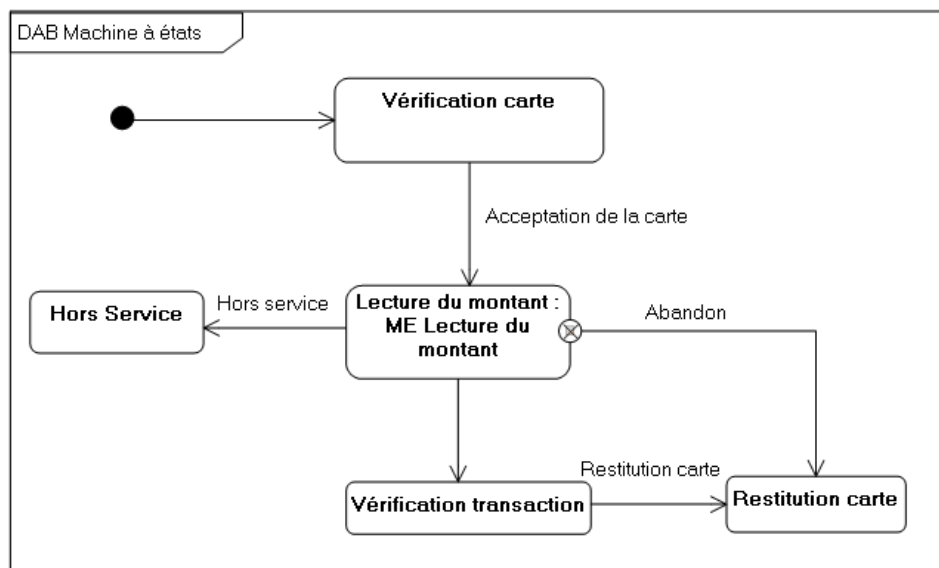 DAB Machine à états
Vérification carte
Acceptation de la carte
Hors Service
Hors service
Lecture du montant :
ME Lecture du
montant
Abandon
Vérification transaction
Restitution carte
Restitution carte